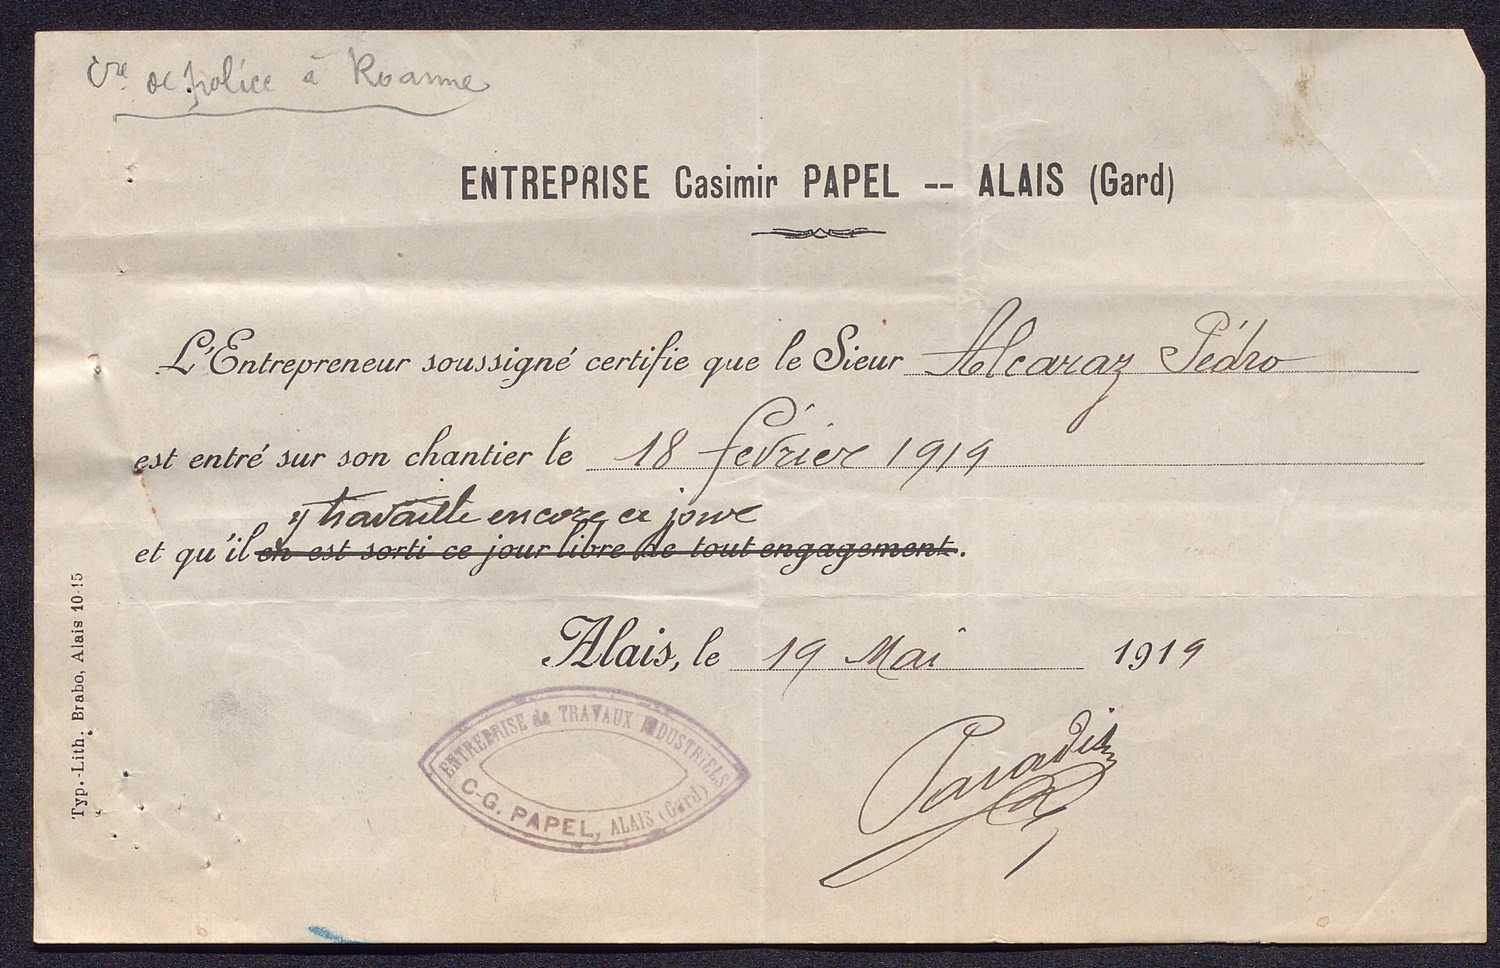 Cre de police à Roanne
ENTREPRISE Casimir PAPEL -- ALAIS (Gard)
L'Entrepreneur soussigné certifie que le Sieur Alcaraz Pédro
est entré sur son chantier le 18 février 1919
y travaille encore ce jour
et qu'il en est sorti ce jour libre de tout engagement.
Alais, le 19 Mai 1919
ENTREPRISE de TRAVAUX INDUSTRIELS
C-G. PAPEL, ALAIS (Gard)
Paradis
Typ.-Lith. Brabo, Alais 10-15